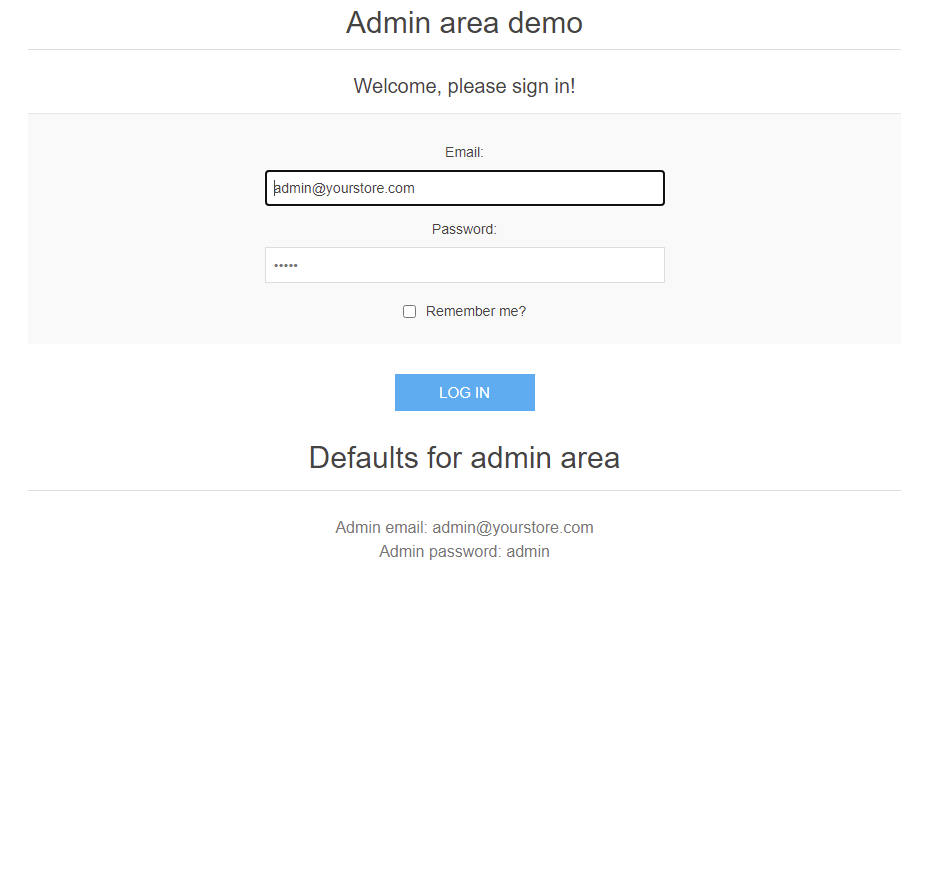 Admin area demo
Welcome, please sign in!
Email:
admin@yourstore.com
Password:
•••••
Remember me?
LOG IN
Defaults for admin area
Admin email: admin@yourstore.com
Admin password: admin